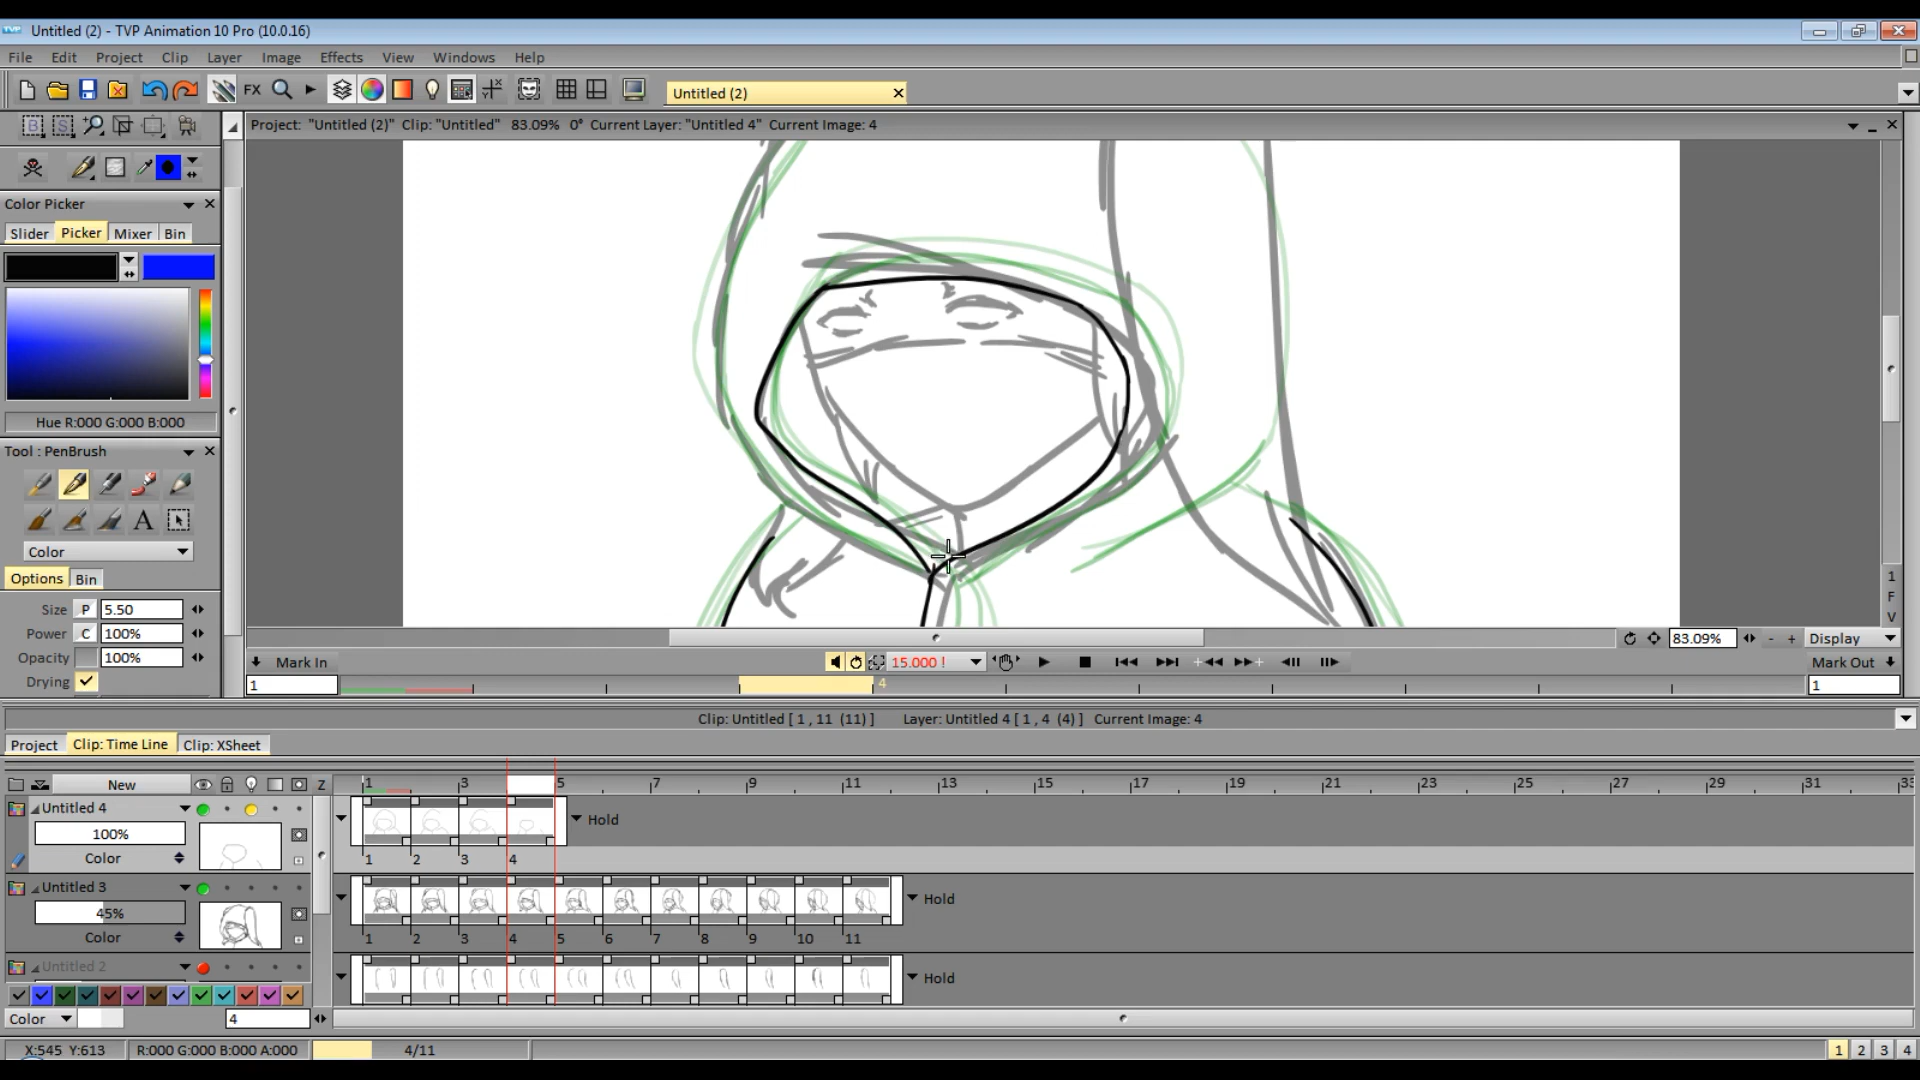 Untitled (2) - TVP Animation 10 Pro (10.0.16)
File Edit Project Clip Layer Image Effects View Windows Help
FX
Untitled (2)
Project: "Untitled (2)" Clip: "Untitled" 83.09% 0° Current Layer: "Untitled 4" Current Image: 4
Color Picker
Slider Picker Mixer Bin
Hue R:000 G:000 B:000
Tool : PenBrush
A
Color
Options Bin
Size P 5.50
Power C 100%
Opacity 100%
Drying
1
F
V
83.09% - + Display
Mark In 15.000 ! Mark Out
1 4 1
Clip: Untitled [ 1 , 11 (11) ] Layer: Untitled 4 [ 1 , 4 (4) ] Current Image: 4
Project Clip: Time Line Clip: XSheet
New Z 1 3 5 7 9 11 13 15 17 19 21 23 25 27 29 31 33
Untitled 4
100% Hold
Color 1 2 3 4
Untitled 3
45% Hold
Color 1 2 3 4 5 6 7 8 9 10 11
Untitled 2
Hold
Color 4
X:545 Y:613 R:000 G:000 B:000 A:000 4/11 1 2 3 4